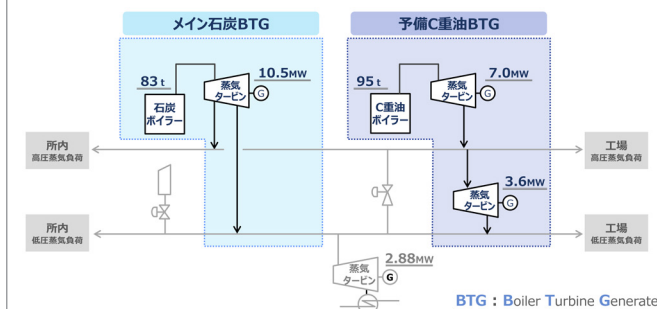 メイン石炭BTG
予備C重油BTG
83 t
10.5MW
石炭
ボイラー
蒸気
タービン
G
95 t
7.0MW
C重油
ボイラー
蒸気
タービン
G
所内
高圧蒸気負荷
工場
高圧蒸気負荷
3.6MW
蒸気
タービン
G
所内
低圧蒸気負荷
工場
低圧蒸気負荷
2.88MW
蒸気
タービン
G
BTG : Boiler Turbine Generate